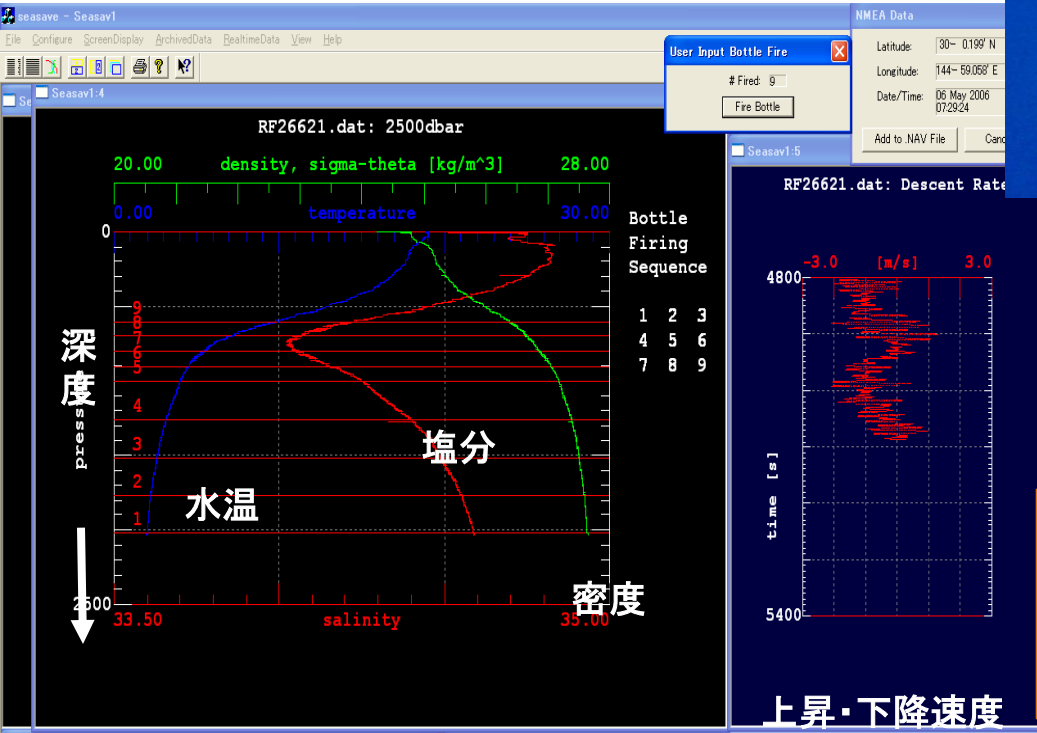 seasave - Seasav1
File Configure ScreenDisplay ArchivedData RealtimeData View Help
Se
Seasav1:4
RF26621.dat: 2500dbar
20.00 density, sigma-theta [kg/m^3] 28.00
0.00 temperature 30.00
0
9
8
7
6
5
4
3
2
1
深度
press
2500
33.50 salinity 35.00
水温
塩分
密度
Bottle
Firing
Sequence
1 2 3
4 5 6
7 8 9
User Input Bottle Fire
# Fired: 9
Fire Bottle
NMEA Data
Latitude: 30- 0.199' N
Longitude: 144- 59.058' E
Date/Time: 06 May 2006
07:29:24
Add to .NAV File
Canc
Seasav1:5
RF26621.dat: Descent Rate
-3.0 [m/s] 3.0
4800
time [s]
5400
上昇・下降速度